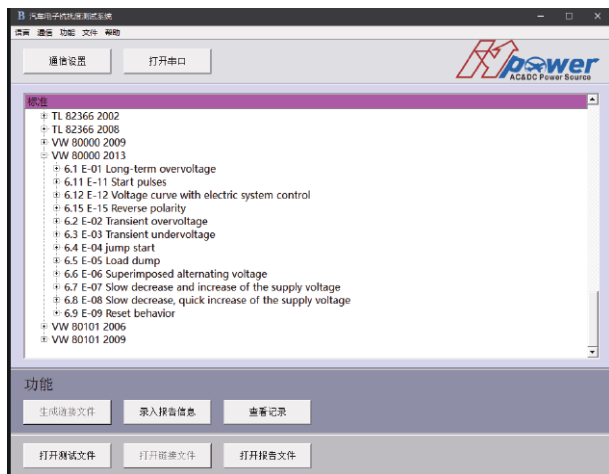 B 汽车电子抗扰度测试系统
语言 通信 功能 文件 帮助
通信设置 打开串口
Mpower
AC&DC Power Source
标准
TL 82366 2002
TL 82366 2008
VW 80000 2009
VW 80000 2013
6.1 E-01 Long-term overvoltage
6.11 E-11 Start pulses
6.12 E-12 Voltage curve with electric system control
6.15 E-15 Reverse polarity
6.2 E-02 Transient overvoltage
6.3 E-03 Transient undervoltage
6.4 E-04 jump start
6.5 E-05 Load dump
6.6 E-06 Superimposed alternating voltage
6.7 E-07 Slow decrease and increase of the supply voltage
6.8 E-08 Slow decrease, quick increase of the supply voltage
6.9 E-09 Reset behavior
VW 80101 2006
VW 80101 2009
功能
生成链接文件 录入报告信息 查看记录
打开测试文件 打开链接文件 打开报告文件